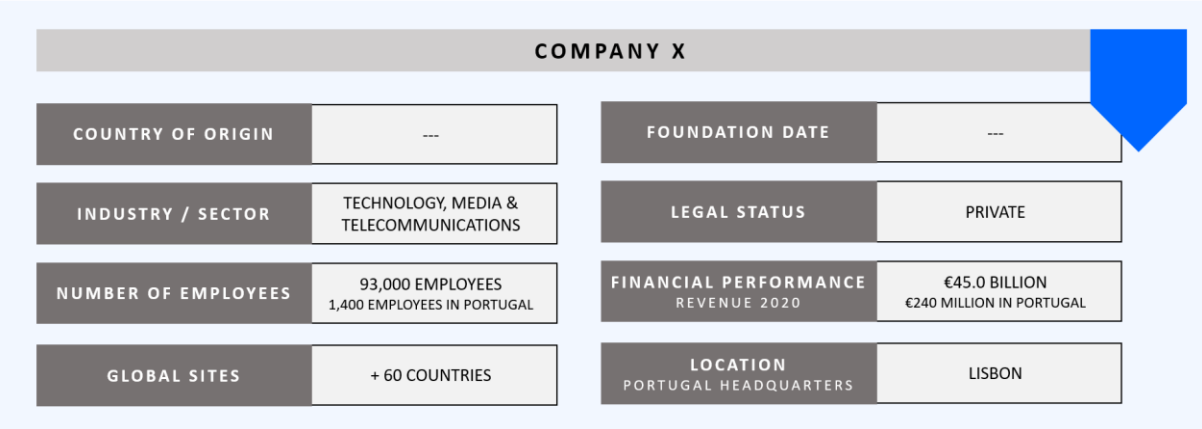 COMPANY X
COUNTRY OF ORIGIN
---
FOUNDATION DATE
---
INDUSTRY / SECTOR
TECHNOLOGY, MEDIA &
TELECOMMUNICATIONS
LEGAL STATUS
PRIVATE
NUMBER OF EMPLOYEES
93,000 EMPLOYEES
1,400 EMPLOYEES IN PORTUGAL
FINANCIAL PERFORMANCE
REVENUE 2020
€45.0 BILLION
€240 MILLION IN PORTUGAL
GLOBAL SITES
+ 60 COUNTRIES
LOCATION
PORTUGAL HEADQUARTERS
LISBON